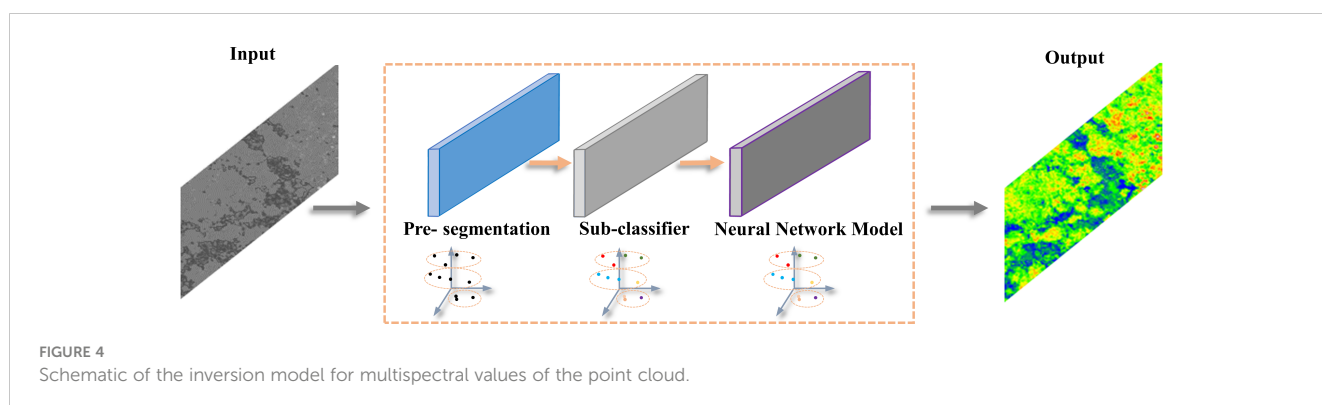 Input
Output
Pre- segmentation
Sub-classifier
Neural Network Model
FIGURE 4
Schematic of the inversion model for multispectral values of the point cloud.